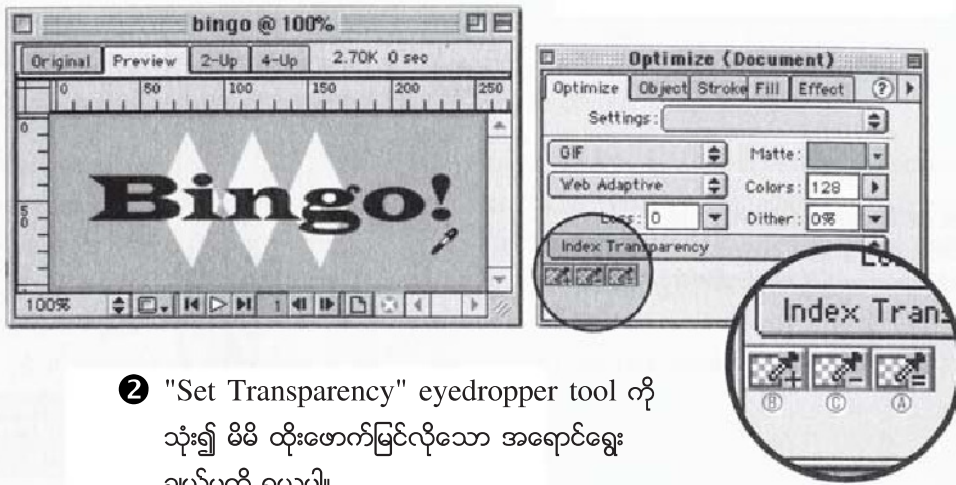 bingo @ 100%
Original Preview 2-Up 4-Up 2.70K 0 sec
0 50 100 150 200 250
0
50
Bingo!
100% 1
Optimize (Document)
Optimize Object Stroke Fill Effect ?
Settings:
GIF Matte:
Web Adaptive Colors: 128
Loss: 0 Dither: 0%
Index Transparency
Index Trans
B C A
❷ "Set Transparency" eyedropper tool ကို
သုံး၍ မိမိ ထိုးဖောက်မြင်လိုသော အရောင်ရွေး